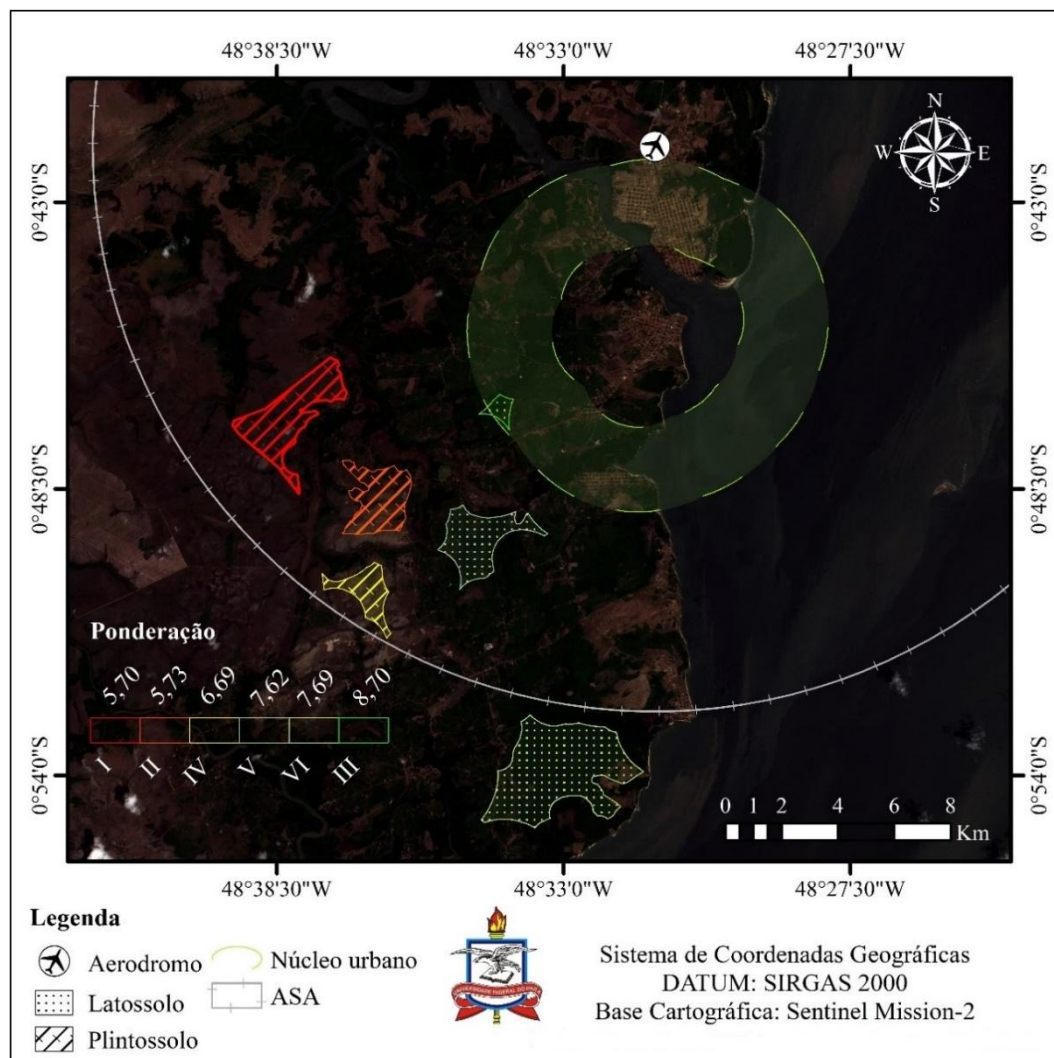 48°38'30"W 48°33'0"W 48°27'30"W
N
W E
S
0°43'0"S 0°43'0"S
0°48'30"S 0°48'30"S
Ponderação
5,70 5,73 6,69 7,62 7,69 8,70
I II IV V VI III
0°54'0"S 0°54'0"S
0 1 2 4 6 8
Km
48°38'30"W 48°33'0"W 48°27'30"W
Legenda
Aerodromo
Núcleo urbano
Latossolo
ASA
Plintossolo
UNIVERSIDADE FEDERAL DO PARÁ
Sistema de Coordenadas Geográficas
DATUM: SIRGAS 2000
Base Cartográfica: Sentinel Mission-2